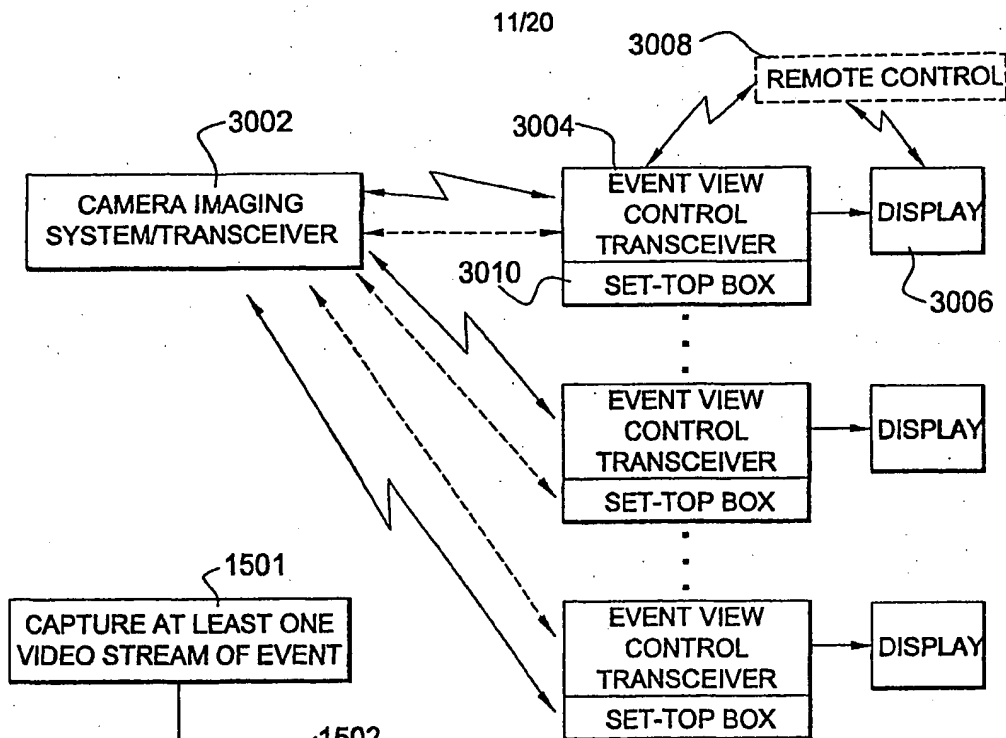 11/20
3008
REMOTE CONTROL
3002
3004
CAMERA IMAGING
SYSTEM/TRANSCEIVER
EVENT VIEW
CONTROL
TRANSCEIVER
DISPLAY
3010
SET-TOP BOX
3006
EVENT VIEW
CONTROL
TRANSCEIVER
DISPLAY
SET-TOP BOX
1501
CAPTURE AT LEAST ONE
VIDEO STREAM OF EVENT
EVENT VIEW
CONTROL
TRANSCEIVER
DISPLAY
SET-TOP BOX
1502